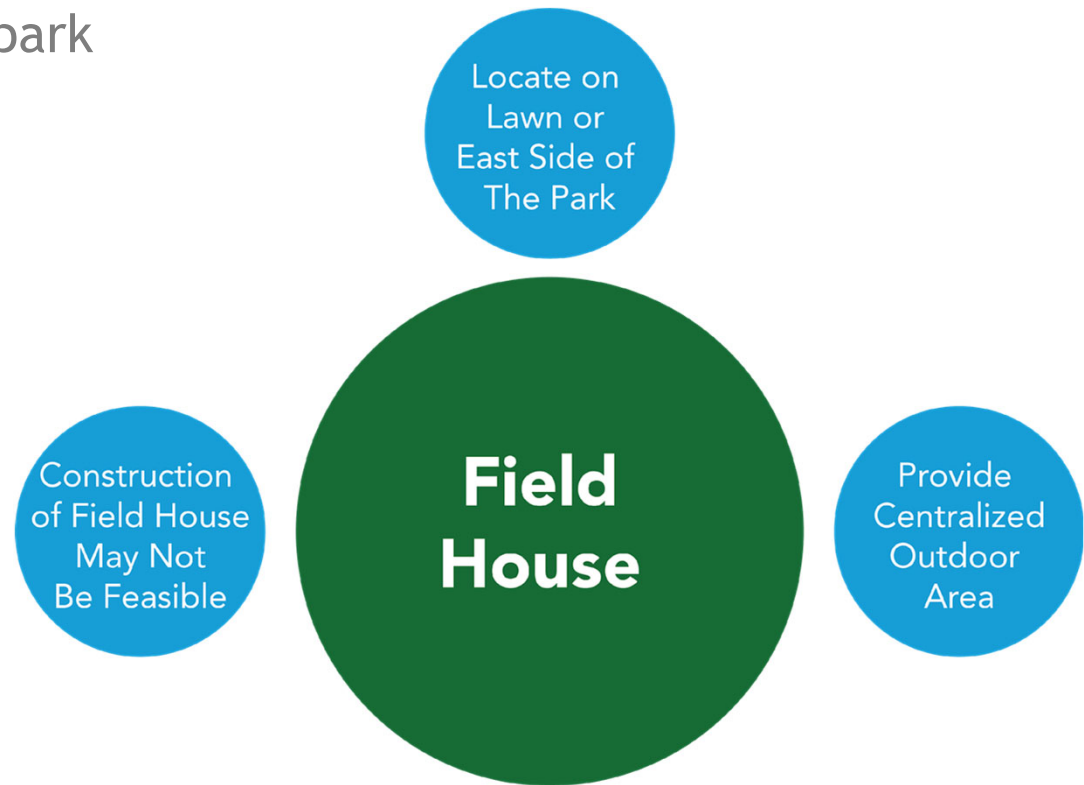 park
Locate on
Lawn or
East Side of
The Park
Construction
of Field House
May Not
Be Feasible
Field
House
Provide
Centralized
Outdoor
Area